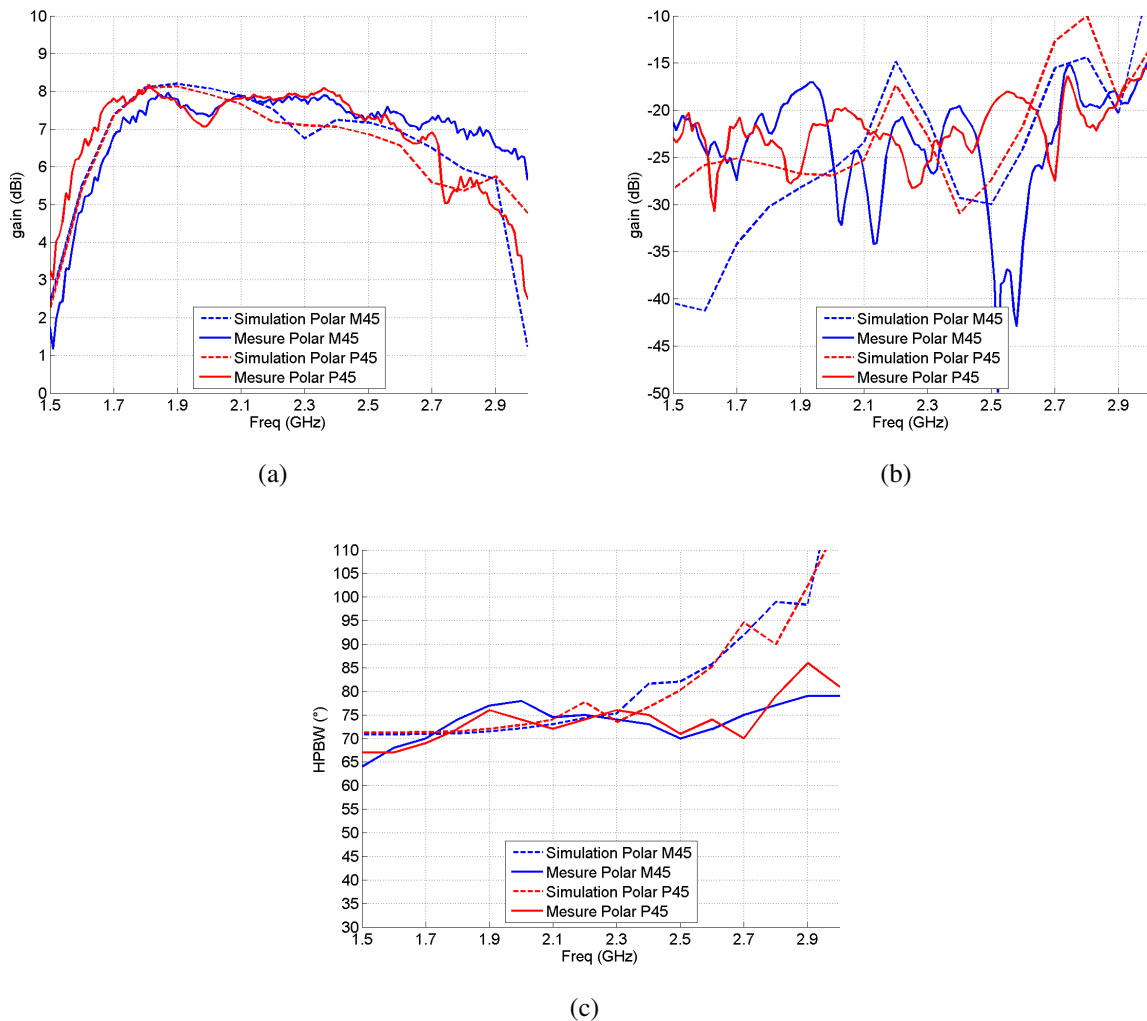 10
9
8
7
6
5
4
3
2
1
0
gain (dBi)
Simulation Polar M45
Mesure Polar M45
Simulation Polar P45
Mesure Polar P45
1.5 1.7 1.9 2.1 2.3 2.5 2.7 2.9
Freq (GHz)
(a)
-10
-15
-20
-25
-30
-35
-40
-45
-50
gain (dBi)
Simulation Polar M45
Mesure Polar M45
Simulation Polar P45
Mesure Polar P45
1.5 1.7 1.9 2.1 2.3 2.5 2.7 2.9
Freq (GHz)
(b)
110
105
100
95
90
85
80
75
70
65
60
55
50
45
40
35
30
HPBW (°)
Simulation Polar M45
Mesure Polar M45
Simulation Polar P45
Mesure Polar P45
1.5 1.7 1.9 2.1 2.3 2.5 2.7 2.9
Freq (GHz)
(c)